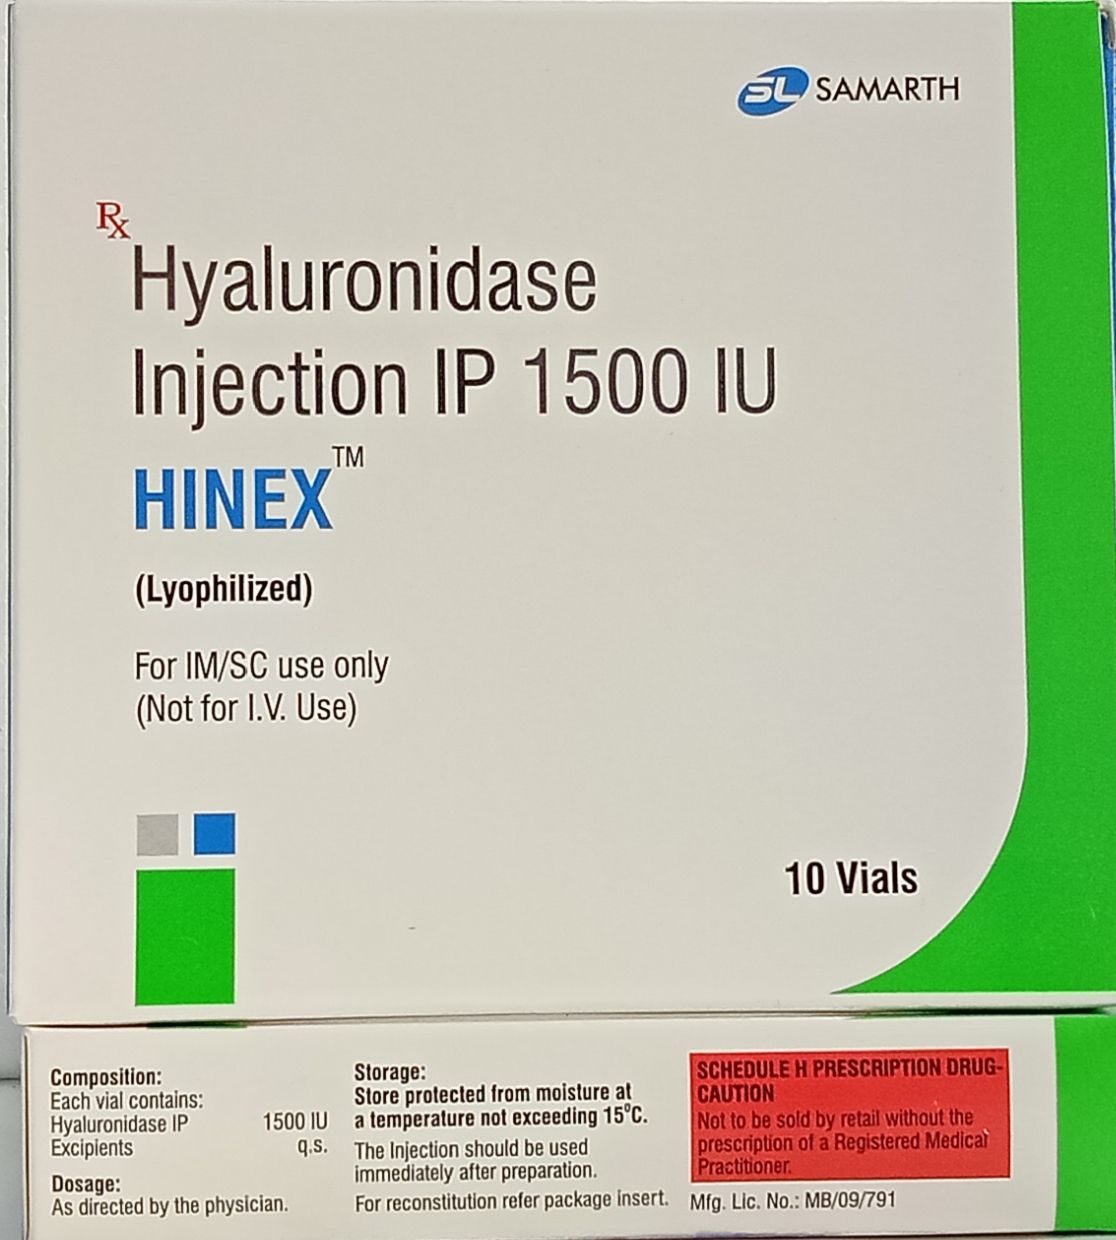 SL SAMARTH
Rx
Hyaluronidase
Injection IP 1500 IU
HINEX™
(Lyophilized)
For IM/SC use only
(Not for I.V. Use)
10 Vials
Composition:
Each vial contains:
Hyaluronidase IP 1500 IU
Excipients q.s.
Dosage:
As directed by the physician.
Storage:
Store protected from moisture at
a temperature not exceeding 15°C.
The Injection should be used
immediately after preparation.
For reconstitution refer package insert.
SCHEDULE H PRESCRIPTION DRUG-
CAUTION
Not to be sold by retail without the
prescription of a Registered Medical
Practitioner.
Mfg. Lic. No.: MB/09/791